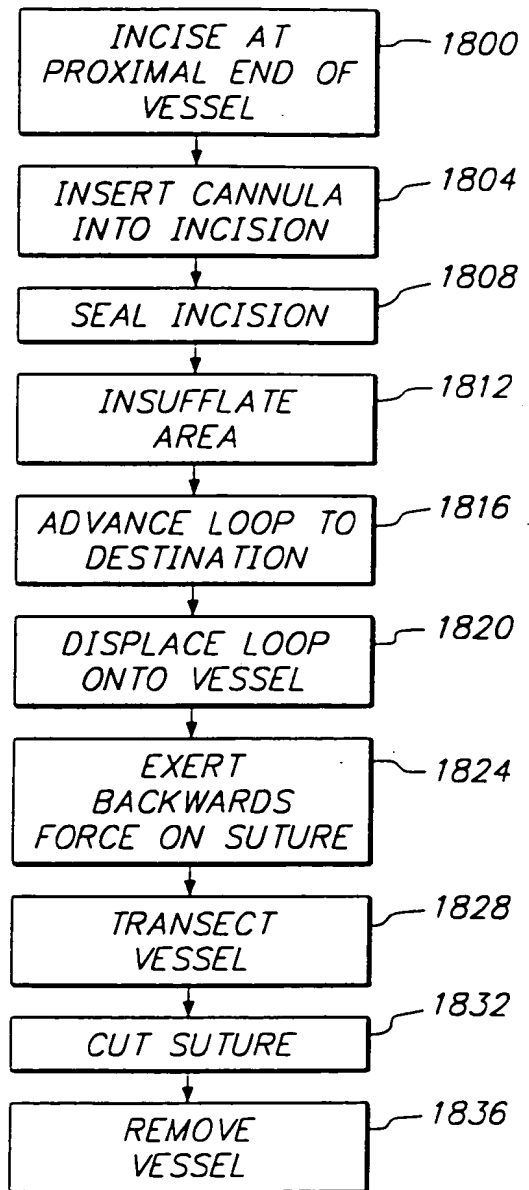 INCISE AT
PROXIMAL END OF
VESSEL
1800
INSERT CANNULA
INTO INCISION
1804
SEAL INCISION
1808
INSUFFLATE
AREA
1812
ADVANCE LOOP TO
DESTINATION
1816
DISPLACE LOOP
ONTO VESSEL
1820
EXERT
BACKWARDS
FORCE ON SUTURE
1824
TRANSECT
VESSEL
1828
CUT SUTURE
1832
REMOVE
VESSEL
1836